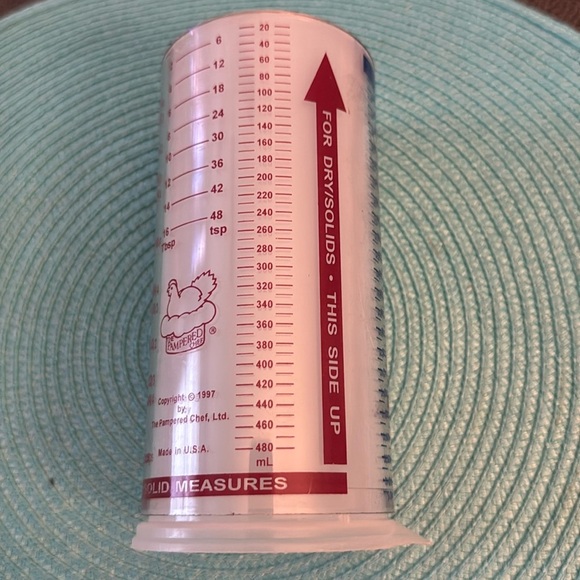 6
12
18
24
30
36
42
48
tsp
16
Tbsp
20
40
60
80
100
120
140
160
180
200
220
240
260
280
300
320
340
360
380
400
420
440
460
480
mL
FOR DRY/SOLIDS • THIS SIDE UP
THE
PAMPERED
CHEF
®
Copyright © 1997
by
The Pampered Chef, Ltd.
Made in U.S.A.
SOLID MEASURES